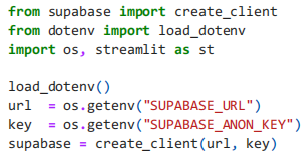 from supabase import create_client
from dotenv import load_dotenv
import os, streamlit as st

load_dotenv()
url  = os.getenv("SUPABASE_URL")
key  = os.getenv("SUPABASE_ANON_KEY")
supabase = create_client(url, key)